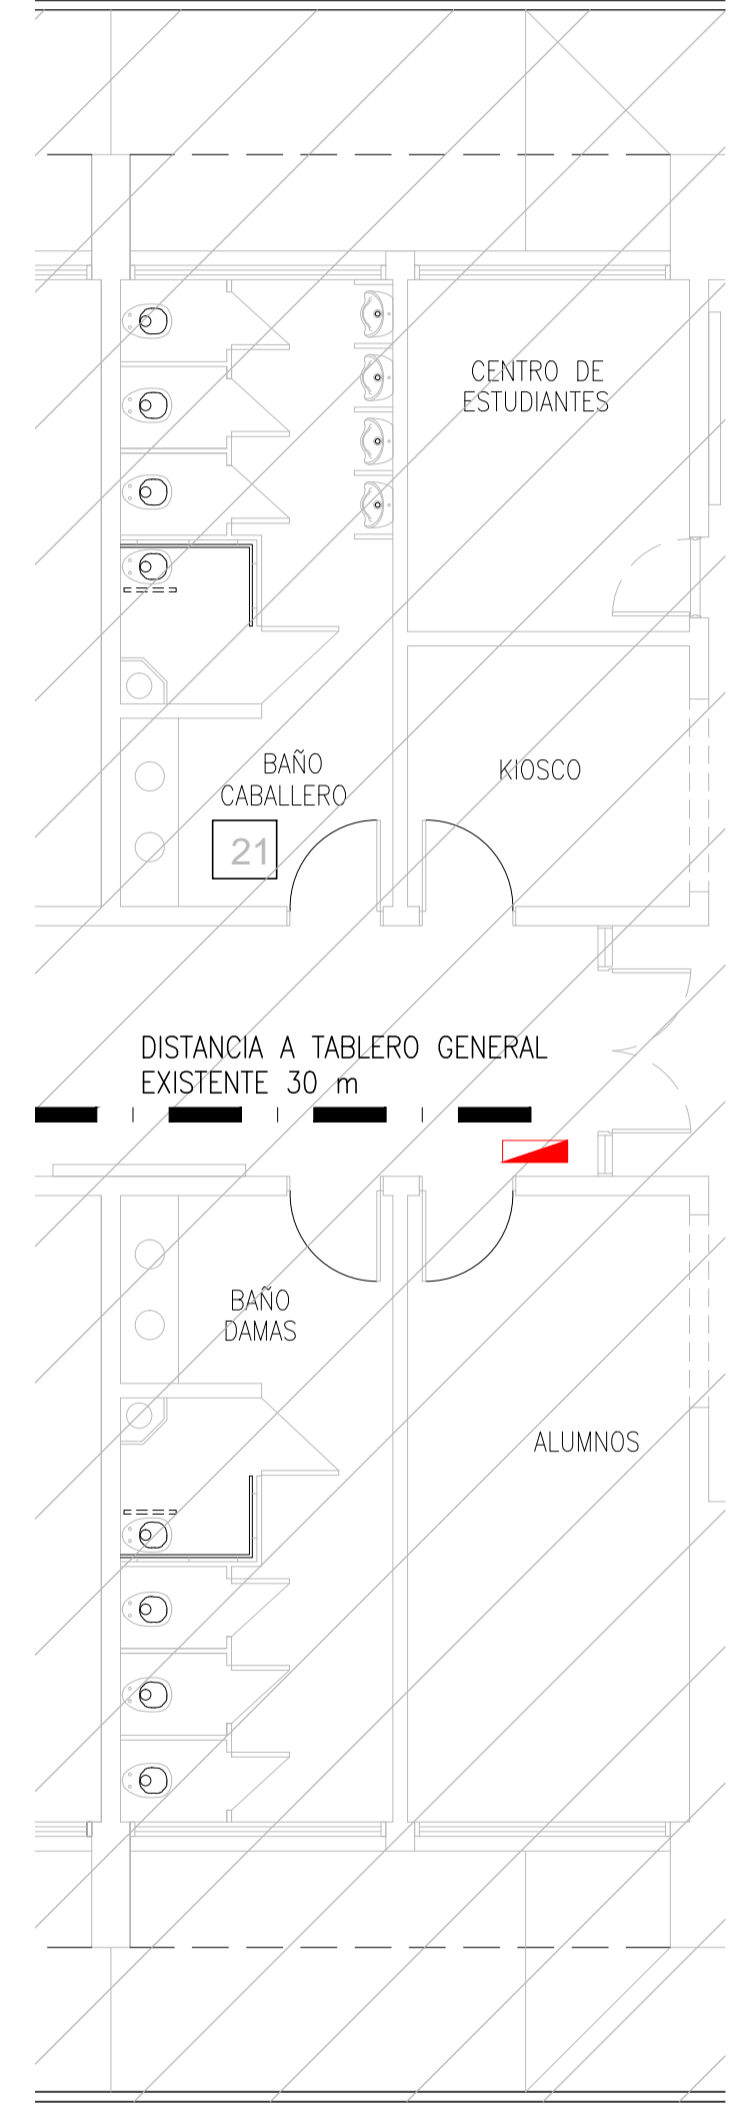 CENTRO DE
ESTUDIANTES
BAÑO
CABALLERO
KIOSCO
21
DISTANCIA A TABLERO GENERAL
EXISTENTE 30 m
BAÑO
DAMAS
ALUMNOS